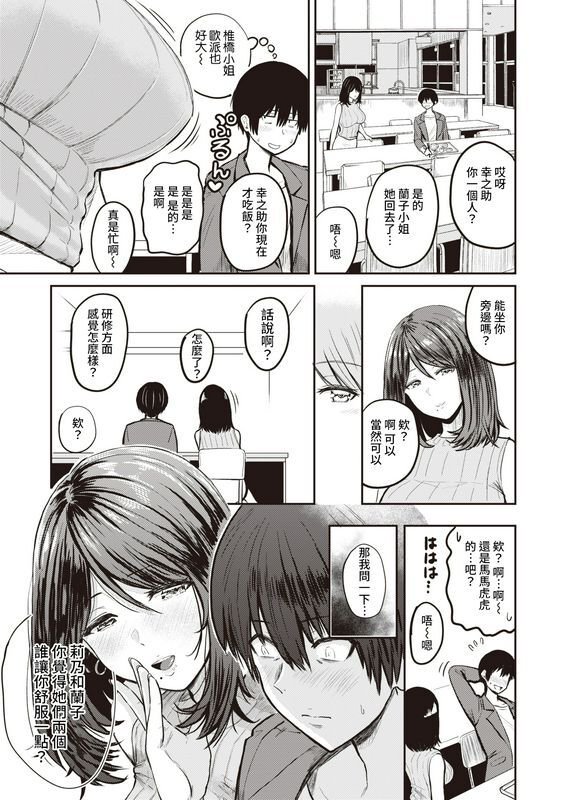 哎呀
幸之助
你一個人？
是的
蘭子小姐
她回去了…
唔～嗯
椎橋小姐
歐派也
好大～
ぷるん♡
幸之助你現在
才吃飯？
是是是
是是的…
是啊
真是忙啊～
能坐你
旁邊嗎？
欸？
啊 可以
當然可以
話說啊？
怎麼了？
研修方面
感覺怎麼樣？
欸？
欸？啊…啊～
還是馬馬虎虎
的…吧？
ははは…
唔～嗯
那我問一下…
莉乃和蘭子
你覺得她們兩個
誰讓你舒服一點？